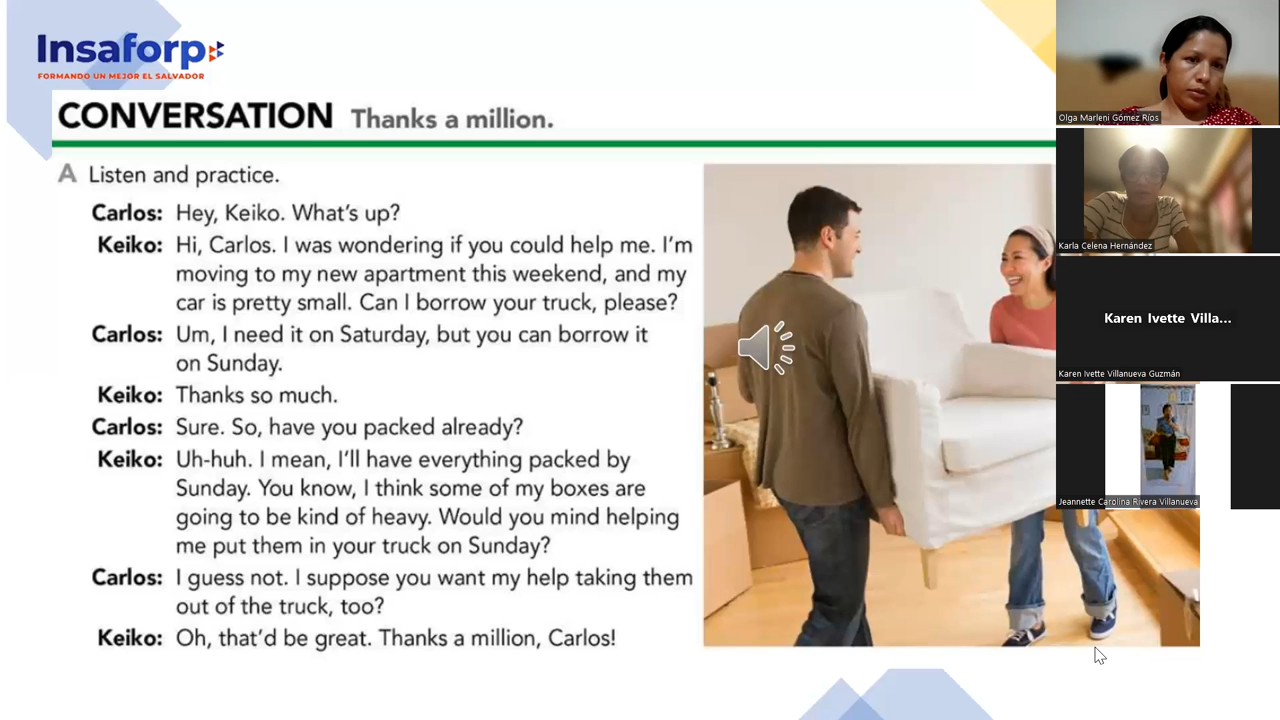 Insaforp
FORMANDO UN MEJOR EL SALVADOR
CONVERSATION Thanks a million.
A Listen and practice.
Carlos: Hey, Keiko. What's up?
Keiko: Hi, Carlos. I was wondering if you could help me. I'm
moving to my new apartment this weekend, and my
car is pretty small. Can I borrow your truck, please?
Carlos: Um, I need it on Saturday, but you can borrow it
on Sunday.
Keiko: Thanks so much.
Carlos: Sure. So, have you packed already?
Keiko: Uh-huh. I mean, I'll have everything packed by
Sunday. You know, I think some of my boxes are
going to be kind of heavy. Would you mind helping
me put them in your truck on Sunday?
Carlos: I guess not. I suppose you want my help taking them
out of the truck, too?
Keiko: Oh, that'd be great. Thanks a million, Carlos!
Olga Marleni Gómez Ríos
Karla Celena Hernández
Karen Ivette Villa...
Karen Ivette Villanueva Guzmán
Jeannette Carolina Rivera Villanueva